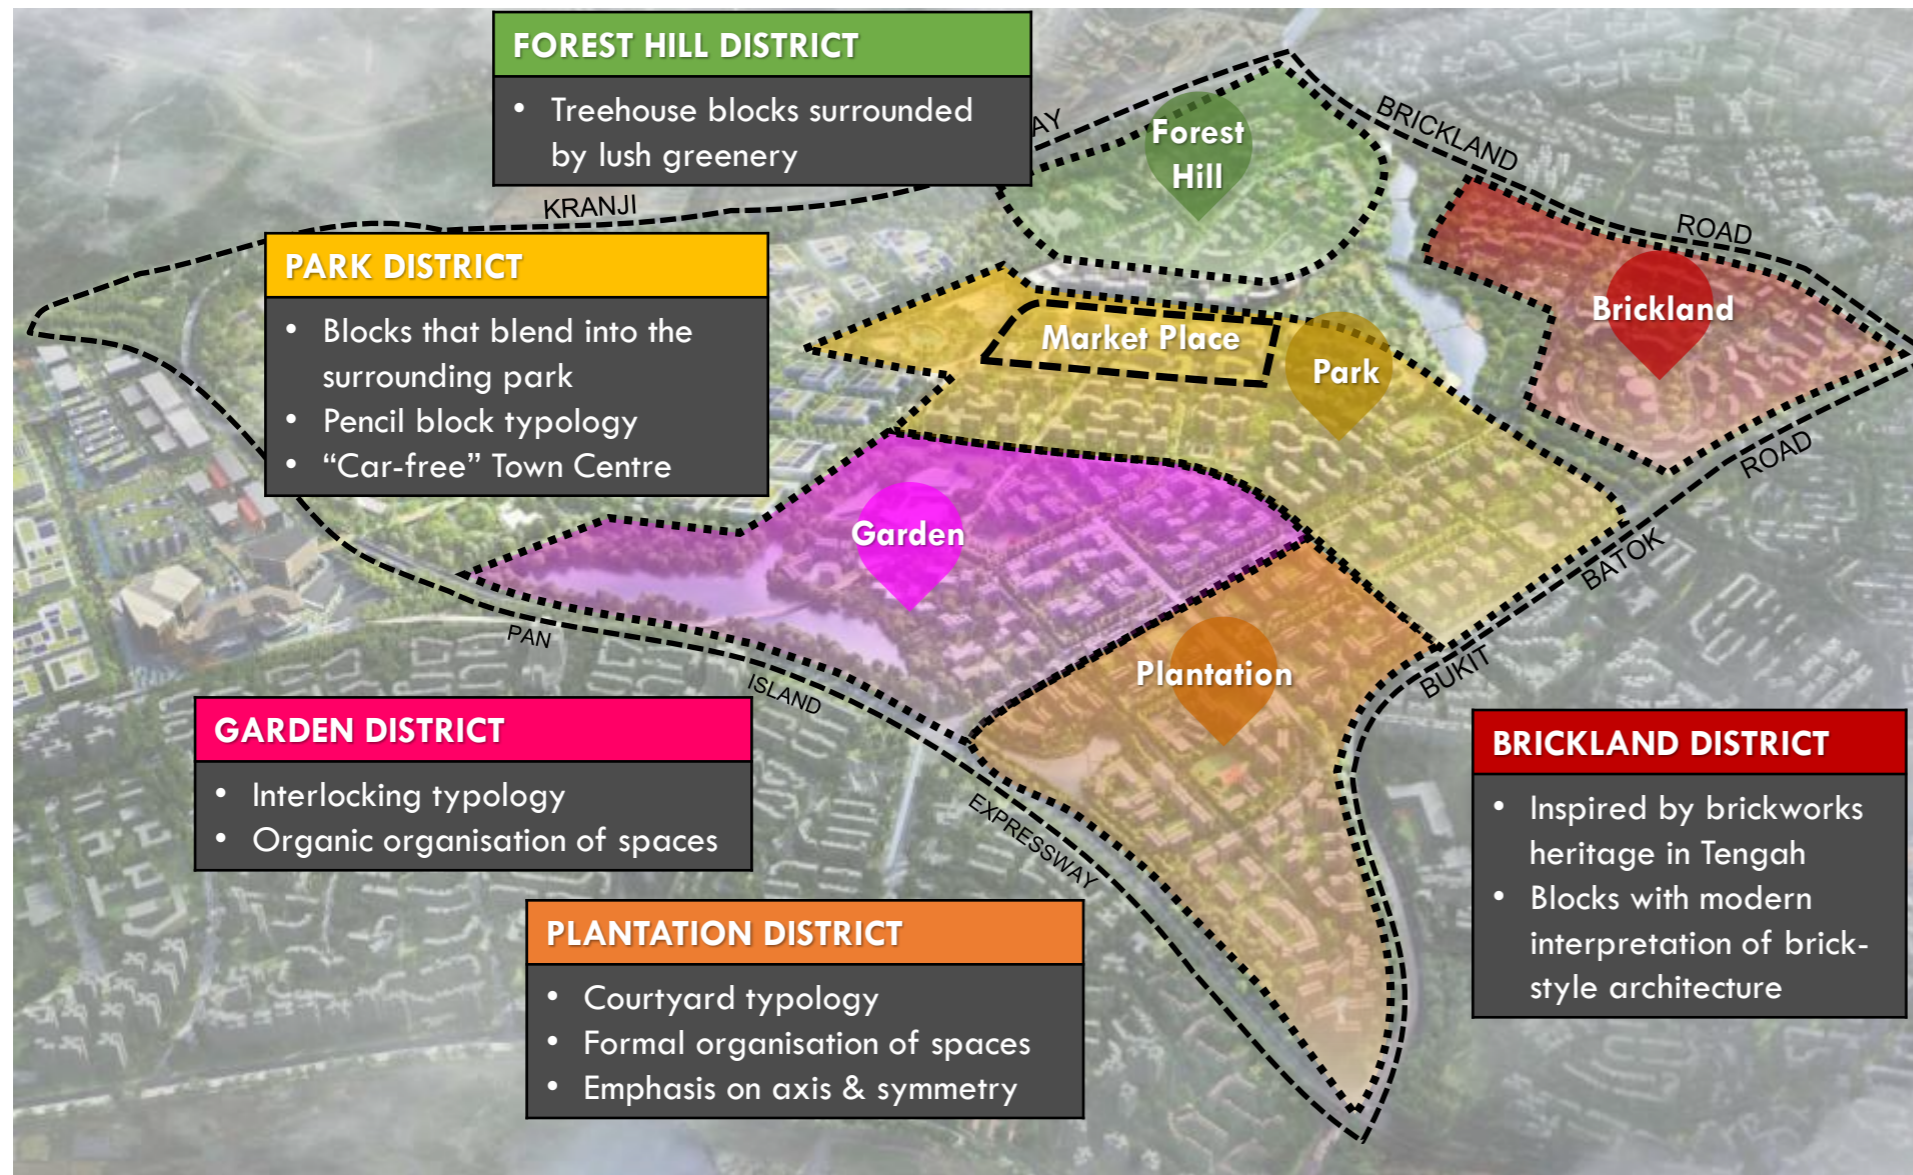 FOREST HILL DISTRICT
• Treehouse blocks surrounded
by lush greenery
AY
Forest
Hill
BRICKLAND
ROAD
KRANJI
PARK DISTRICT
• Blocks that blend into the
surrounding park
• Pencil block typology
• “Car-free” Town Centre
Market Place
Park
Brickland
ROAD
BATOK
BUKIT
Garden
PAN
ISLAND
EXPRESSWAY
Plantation
GARDEN DISTRICT
• Interlocking typology
• Organic organisation of spaces
BRICKLAND DISTRICT
• Inspired by brickworks
heritage in Tengah
• Blocks with modern
interpretation of brick-
style architecture
PLANTATION DISTRICT
• Courtyard typology
• Formal organisation of spaces
• Emphasis on axis & symmetry